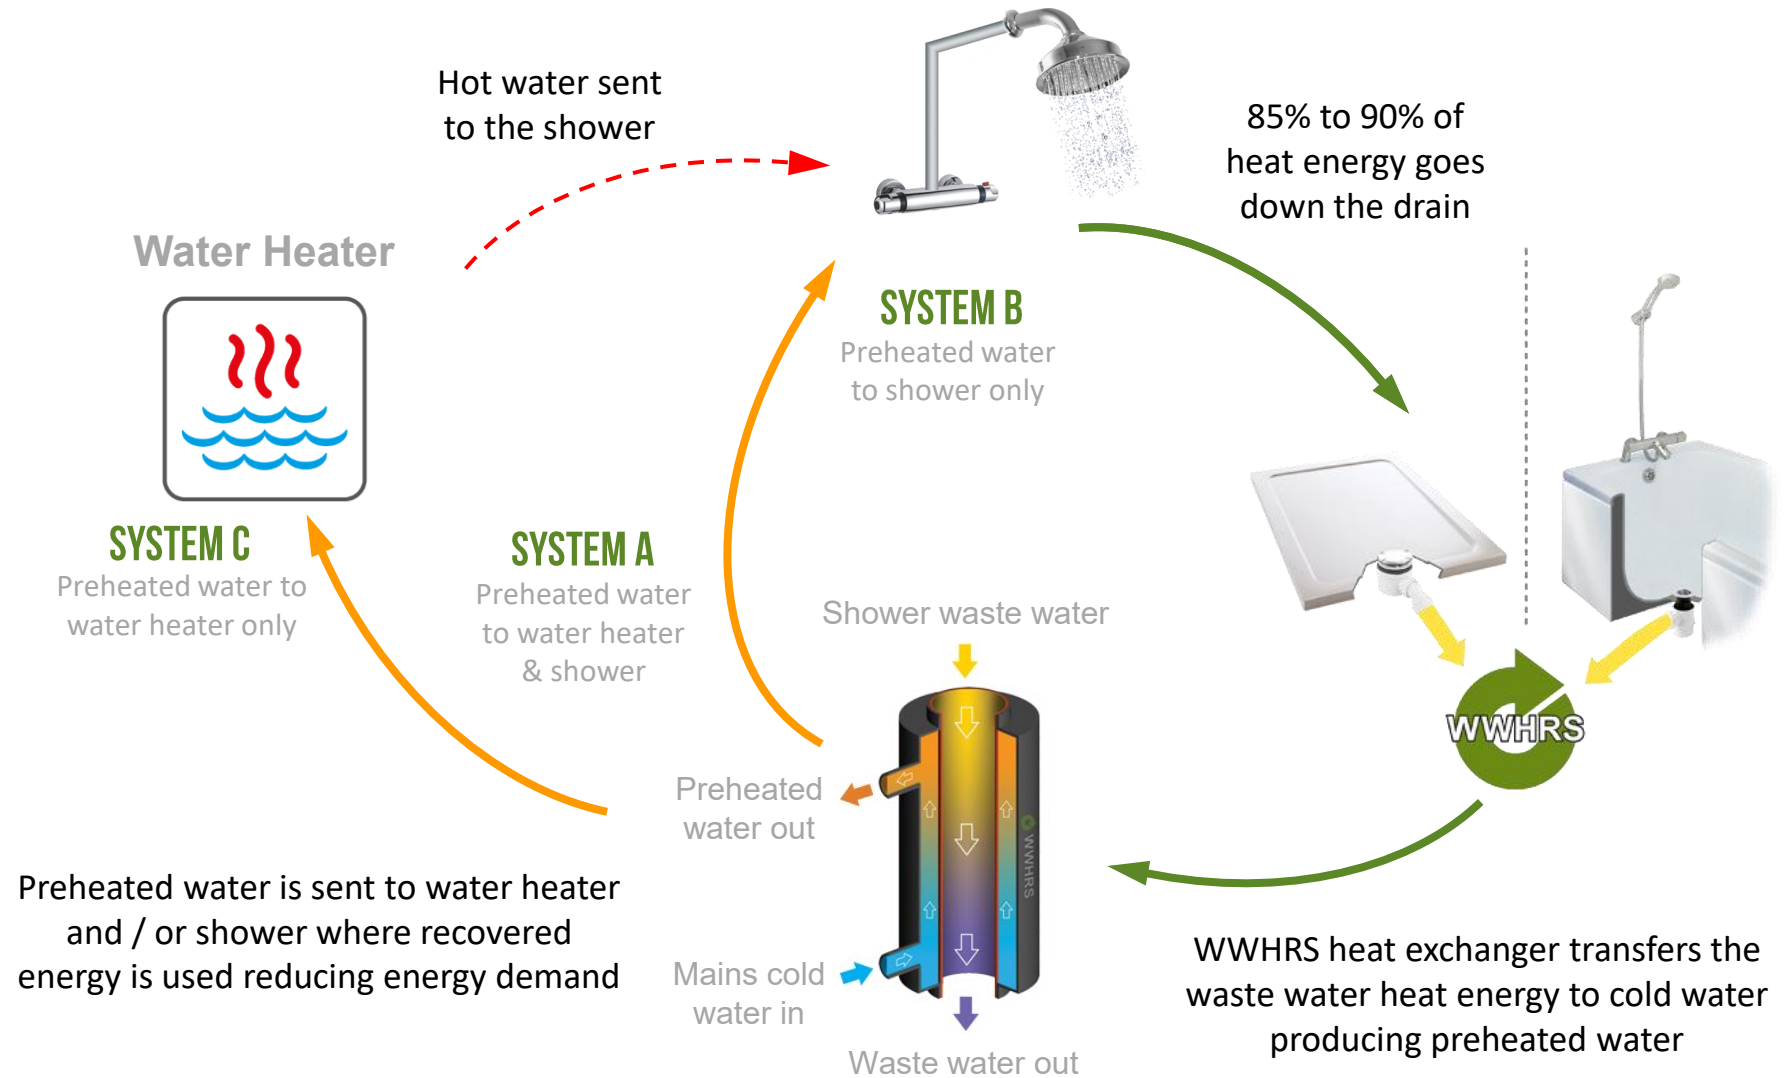 Hot water sent
to the shower
85% to 90% of
heat energy goes
down the drain
Water Heater
SYSTEM B
Preheated water
to shower only
SYSTEM C
Preheated water to
water heater only
SYSTEM A
Preheated water
to water heater
& shower
Shower waste water
WWHRS
Preheated
water out
WWHRS
Preheated water is sent to water heater
and / or shower where recovered
energy is used reducing energy demand
Mains cold
water in
Waste water out
WWHRS heat exchanger transfers the
waste water heat energy to cold water
producing preheated water